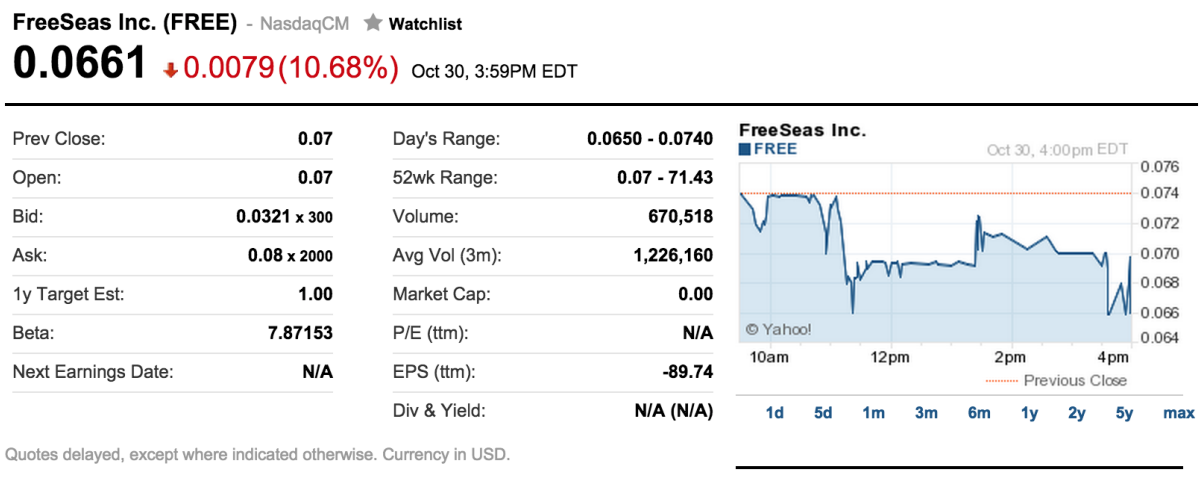 FreeSeas Inc. (FREE) - NasdaqCM ★ Watchlist
0.0661 0.0079(10.68%) Oct 30, 3:59PM EDT
Prev Close: 0.07
Open: 0.07
Bid: 0.0321 x 300
Ask: 0.08 x 2000
1y Target Est: 1.00
Beta: 7.87153
Next Earnings Date: N/A
Day's Range: 0.0650 - 0.0740
52wk Range: 0.07 - 71.43
Volume: 670,518
Avg Vol (3m): 1,226,160
Market Cap: 0.00
P/E (ttm): N/A
EPS (ttm): -89.74
Div & Yield: N/A (N/A)
FreeSeas Inc.
FREE Oct 30, 4:00pm EDT
0.076
0.074
0.072
0.070
0.068
0.066
0.064
© Yahoo!
10am 12pm 2pm 4pm
Previous Close
1d 5d 1m 3m 6m 1y 2y 5y max
Quotes delayed, except where indicated otherwise. Currency in USD.